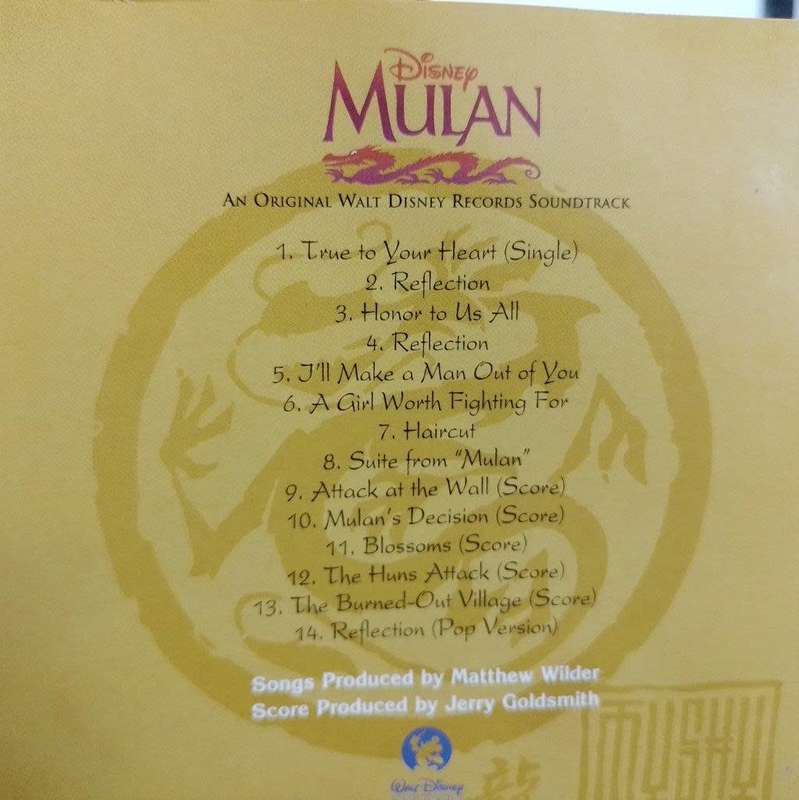 Disney
MULAN
AN ORIGINAL WALT DISNEY RECORDS SOUNDTRACK
1. True to Your Heart (Single)
2. Reflection
3. Honor to Us All
4. Reflection
5. I'll Make a Man Out of You
6. A Girl Worth Fighting For
7. Haircut
8. Suite from "Mulan"
9. Attack at the Wall (Score)
10. Mulan's Decision (Score)
11. Blossoms (Score)
12. The Huns Attack (Score)
13. The Burned-Out Village (Score)
14. Reflection (Pop Version)
Songs Produced by Matthew Wilder
Score Produced by Jerry Goldsmith
MUSHU
龍
Walt Disney